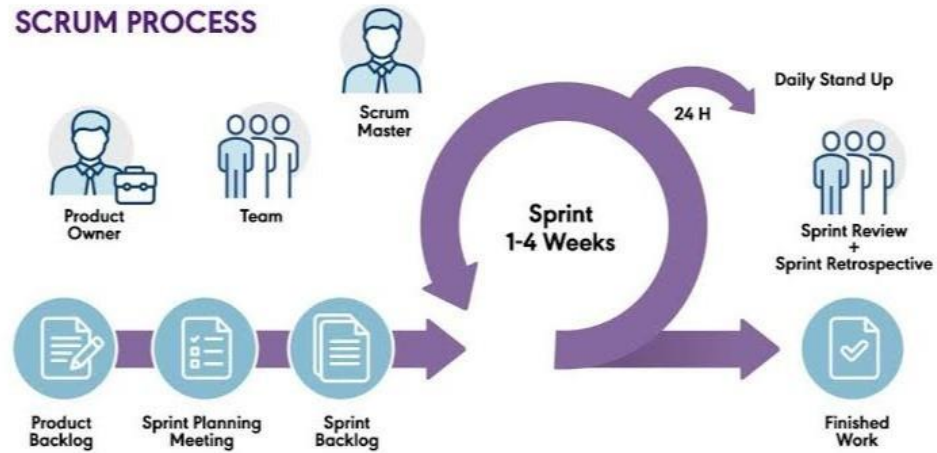 SCRUM PROCESS
Scrum
Master
Product
Owner
Team
24 H
Daily Stand Up
Sprint
1-4 Weeks
Sprint Review
+
Sprint Retrospective
Product
Backlog
Sprint Planning
Meeting
Sprint
Backlog
Finished
Work